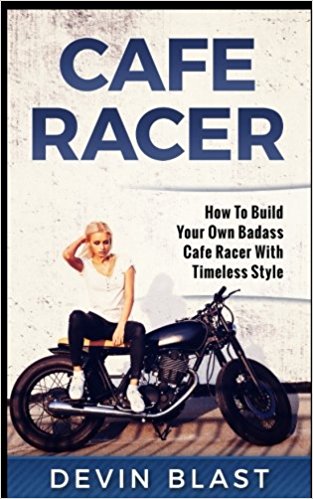 CAFE
RACER
How To Build
Your Own Badass
Cafe Racer With
Timeless Style
DEVIN BLAST